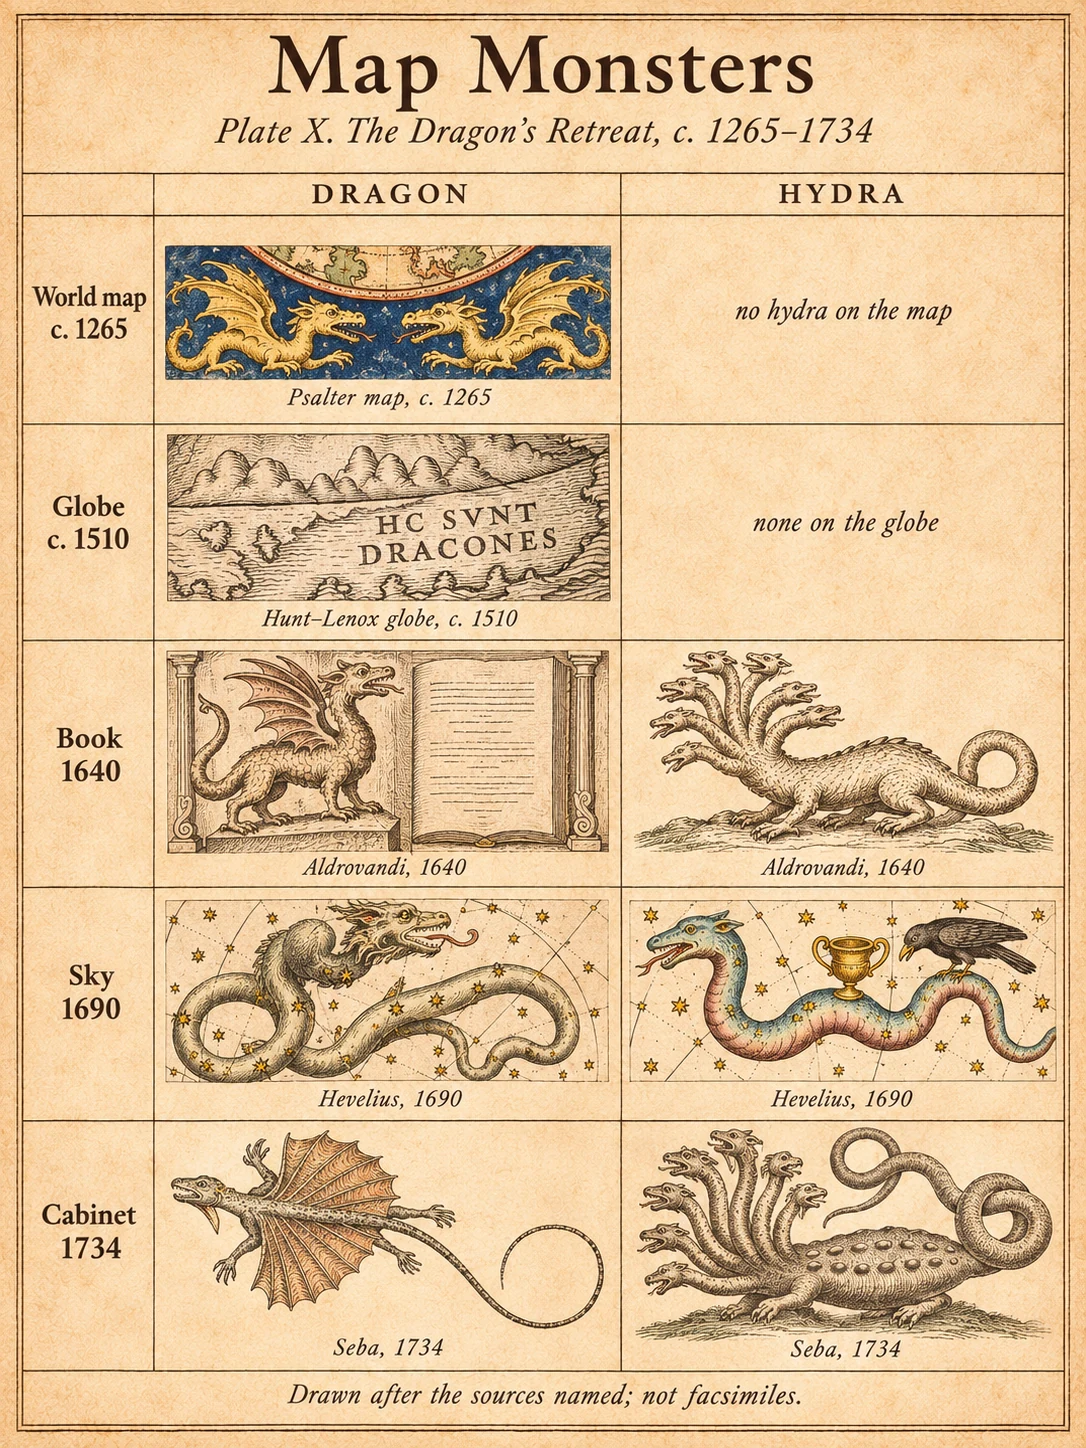 Map Monsters
Plate X. The Dragon's Retreat, c. 1265–1734
DRAGON
HYDRA
World map
c. 1265
Psalter map, c. 1265
no hydra on the map
Globe
c. 1510
HC SVNT
DRACONES
Hunt–Lenox globe, c. 1510
none on the globe
Book
1640
Aldrovandi, 1640
Aldrovandi, 1640
Sky
1690
Hevelius, 1690
Hevelius, 1690
Cabinet
1734
Seba, 1734
Seba, 1734
Drawn after the sources named; not facsimiles.